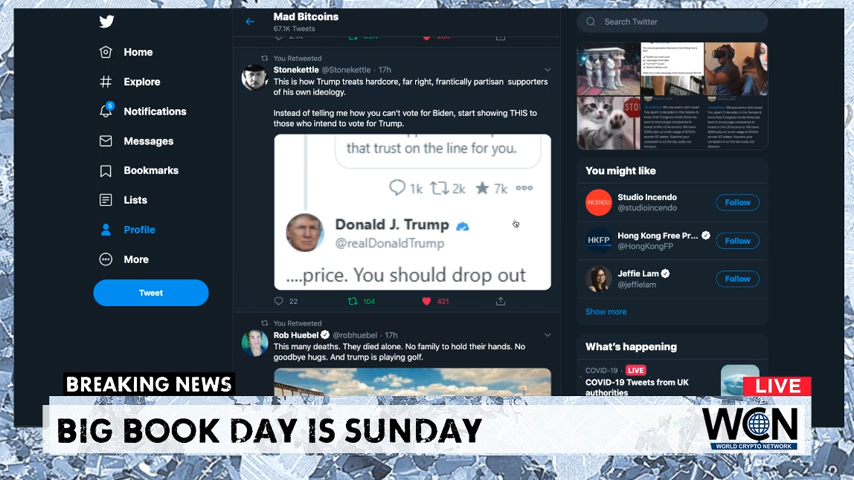 Mad Bitcoins
67.1K Tweets
Home
Explore
5
Notifications
Messages
Bookmarks
Lists
Profile
More
Tweet
You Retweeted
Stonekettle @Stonekettle · 17h
This is how Trump treats hardcore, far right, frantically partisan supporters
of his own ideology.
Instead of telling me how you can't vote for Biden, start showing THIS to
those who intend to vote for Trump.
that trust on the line for you.
1k 2k 7k
Donald J. Trump
@realDonaldTrump
....price. You should drop out
22 104 421
You Retweeted
Rob Huebel @robhuebel · 17h
This many deaths. They died alone. No family to hold their hands. No
goodbye hugs. And trump is playing golf.
Search Twitter
STO
You might like
INCENDO
Studio Incendo
@studioincendo
Follow
HKFP
Hong Kong Free Pr...
@HongKongFP
Follow
Jeffie Lam
@jeffielam
Follow
Show more
What's happening
COVID-19 · LIVE
COVID-19 Tweets from UK
authorities
BREAKING NEWS
LIVE
BIG BOOK DAY IS SUNDAY
WCN
WORLD CRYPTO NETWORK